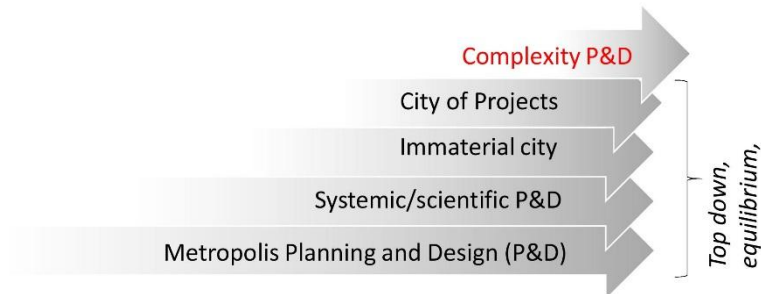 Complexity P&D
City of Projects
Immaterial city
Systemic/scientific P&D
Metropolis Planning and Design (P&D)
Top down,
equilibrium,